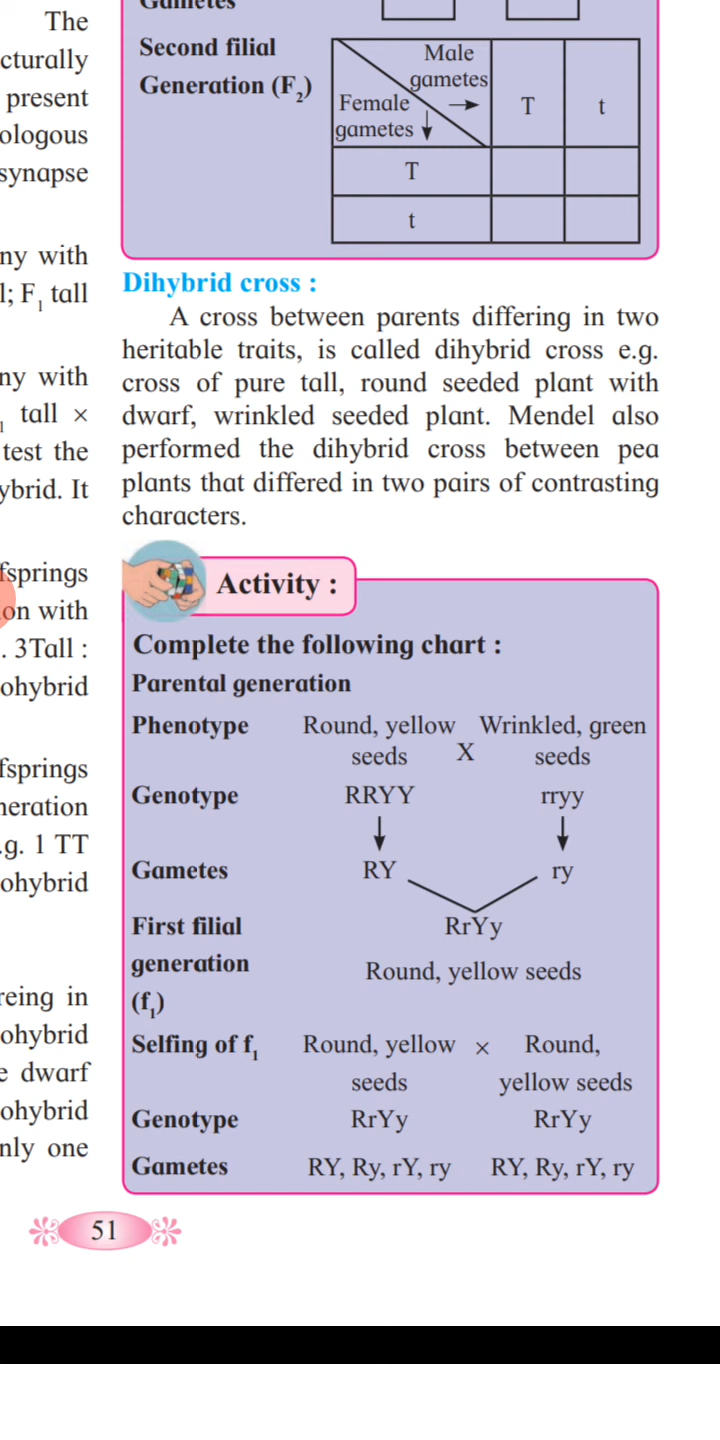 The
cturally
present
ologous
synapse
ny with
l; F1 tall
ny with
1 tall ×
test the
ybrid. It
fsprings
on with
. 3Tall :
ohybrid
fsprings
neration
.g. 1 TT
ohybrid
reing in
ohybrid
e dwarf
ohybrid
nly one
Gametes
Second filial
Generation (F2)
Male
gametes
Female
gametes
T t
T
t
Dihybrid cross :
A cross between parents differing in two
heritable traits, is called dihybrid cross e.g.
cross of pure tall, round seeded plant with
dwarf, wrinkled seeded plant. Mendel also
performed the dihybrid cross between pea
plants that differed in two pairs of contrasting
characters.
Activity :
Complete the following chart :
Parental generation
Phenotype Round, yellow Wrinkled, green
seeds X seeds
Genotype RRYY rryy
Gametes RY ry
First filial RrYy
generation Round, yellow seeds
(f1)
Selfing of f1 Round, yellow × Round,
seeds yellow seeds
Genotype RrYy RrYy
Gametes RY, Ry, rY, ry RY, Ry, rY, ry
51